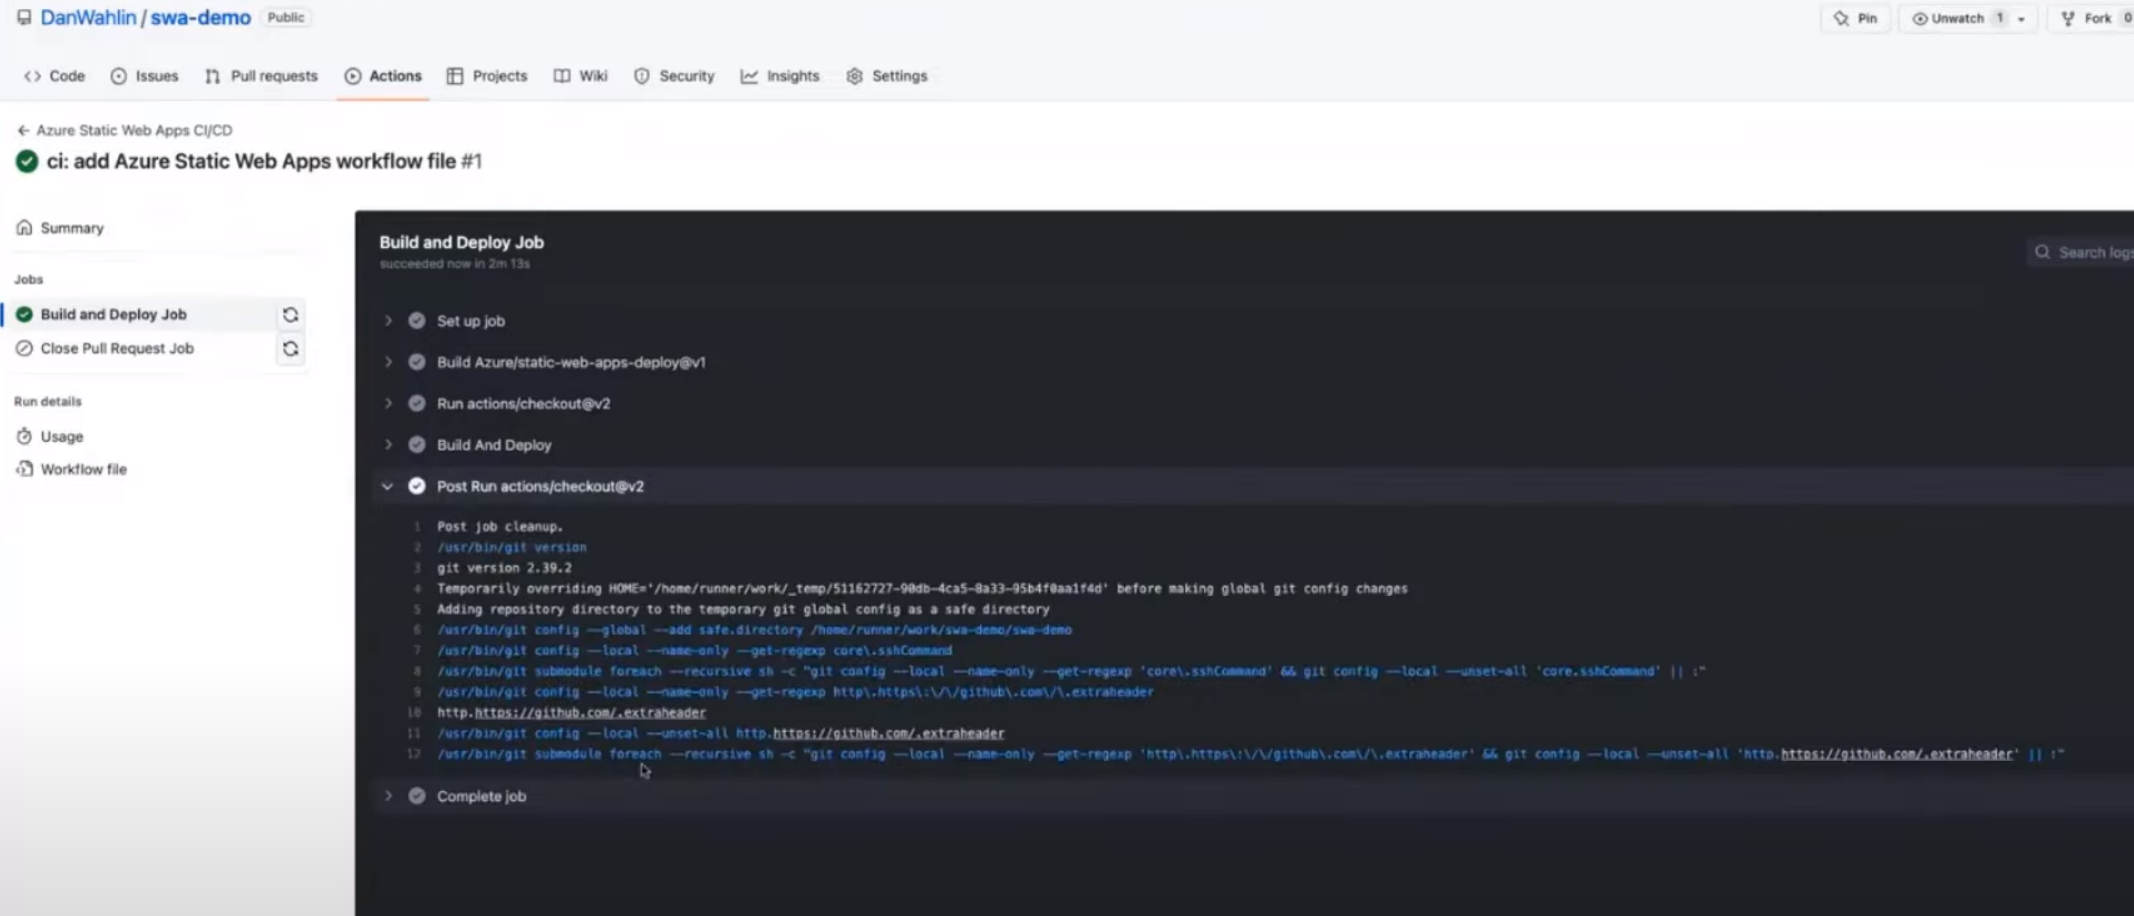 DanWahlin / swa-demo Public
Pin Unwatch 1 Fork 0
Code Issues Pull requests Actions Projects Wiki Security Insights Settings
← Azure Static Web Apps CI/CD
ci: add Azure Static Web Apps workflow file #1
Summary
Jobs
Build and Deploy Job
Close Pull Request Job
Run details
Usage
Workflow file
Build and Deploy Job
succeeded now in 2m 13s
Search logs
Set up job
Build Azure/static-web-apps-deploy@v1
Run actions/checkout@v2
Build And Deploy
Post Run actions/checkout@v2
1 Post job cleanup.
2 /usr/bin/git version
3 git version 2.39.2
4 Temporarily overriding HOME='/home/runner/work/_temp/51162727-90db-4ca5-8a33-95b4f0aa1f4d' before making global git config changes
5 Adding repository directory to the temporary git global config as a safe directory
6 /usr/bin/git config --global --add safe.directory /home/runner/work/swa-demo/swa-demo
7 /usr/bin/git config --local --name-only --get-regexp core\.sshCommand
8 /usr/bin/git submodule foreach --recursive sh -c "git config --local --name-only --get-regexp 'core\.sshCommand' && git config --local --unset-all 'core.sshCommand' || :"
9 /usr/bin/git config --local --name-only --get-regexp http\.https\:\/\/github\.com\/\.extraheader
10 http.https://github.com/.extraheader
11 /usr/bin/git config --local --unset-all http.https://github.com/.extraheader
12 /usr/bin/git submodule foreach --recursive sh -c "git config --local --name-only --get-regexp 'http\.https\:\/\/github\.com\/\.extraheader' && git config --local --unset-all 'http.https://github.com/.extraheader' || :"
Complete job